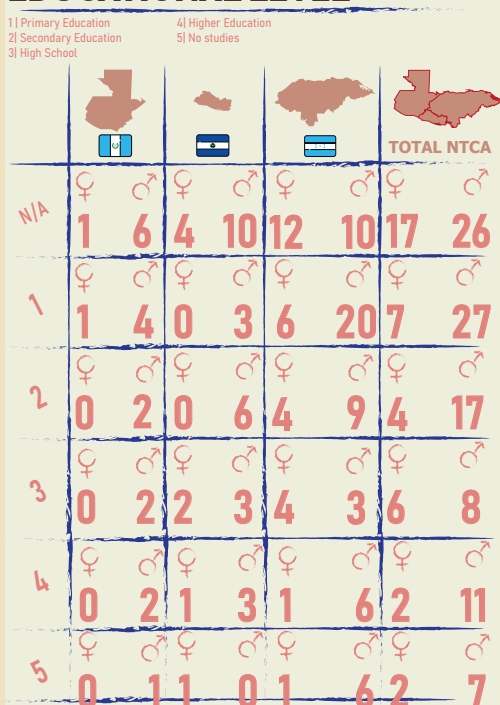 1| Primary Education
2| Secondary Education
3| High School
4| Higher Education
5| No studies
TOTAL NTCA
N/A 1 6 4 10 12 10 17 26
1 1 4 0 3 6 20 7 27
2 0 2 0 6 4 9 4 17
3 0 2 2 3 4 3 6 8
4 0 2 1 3 1 6 2 11
5 0 1 1 0 1 6 2 7